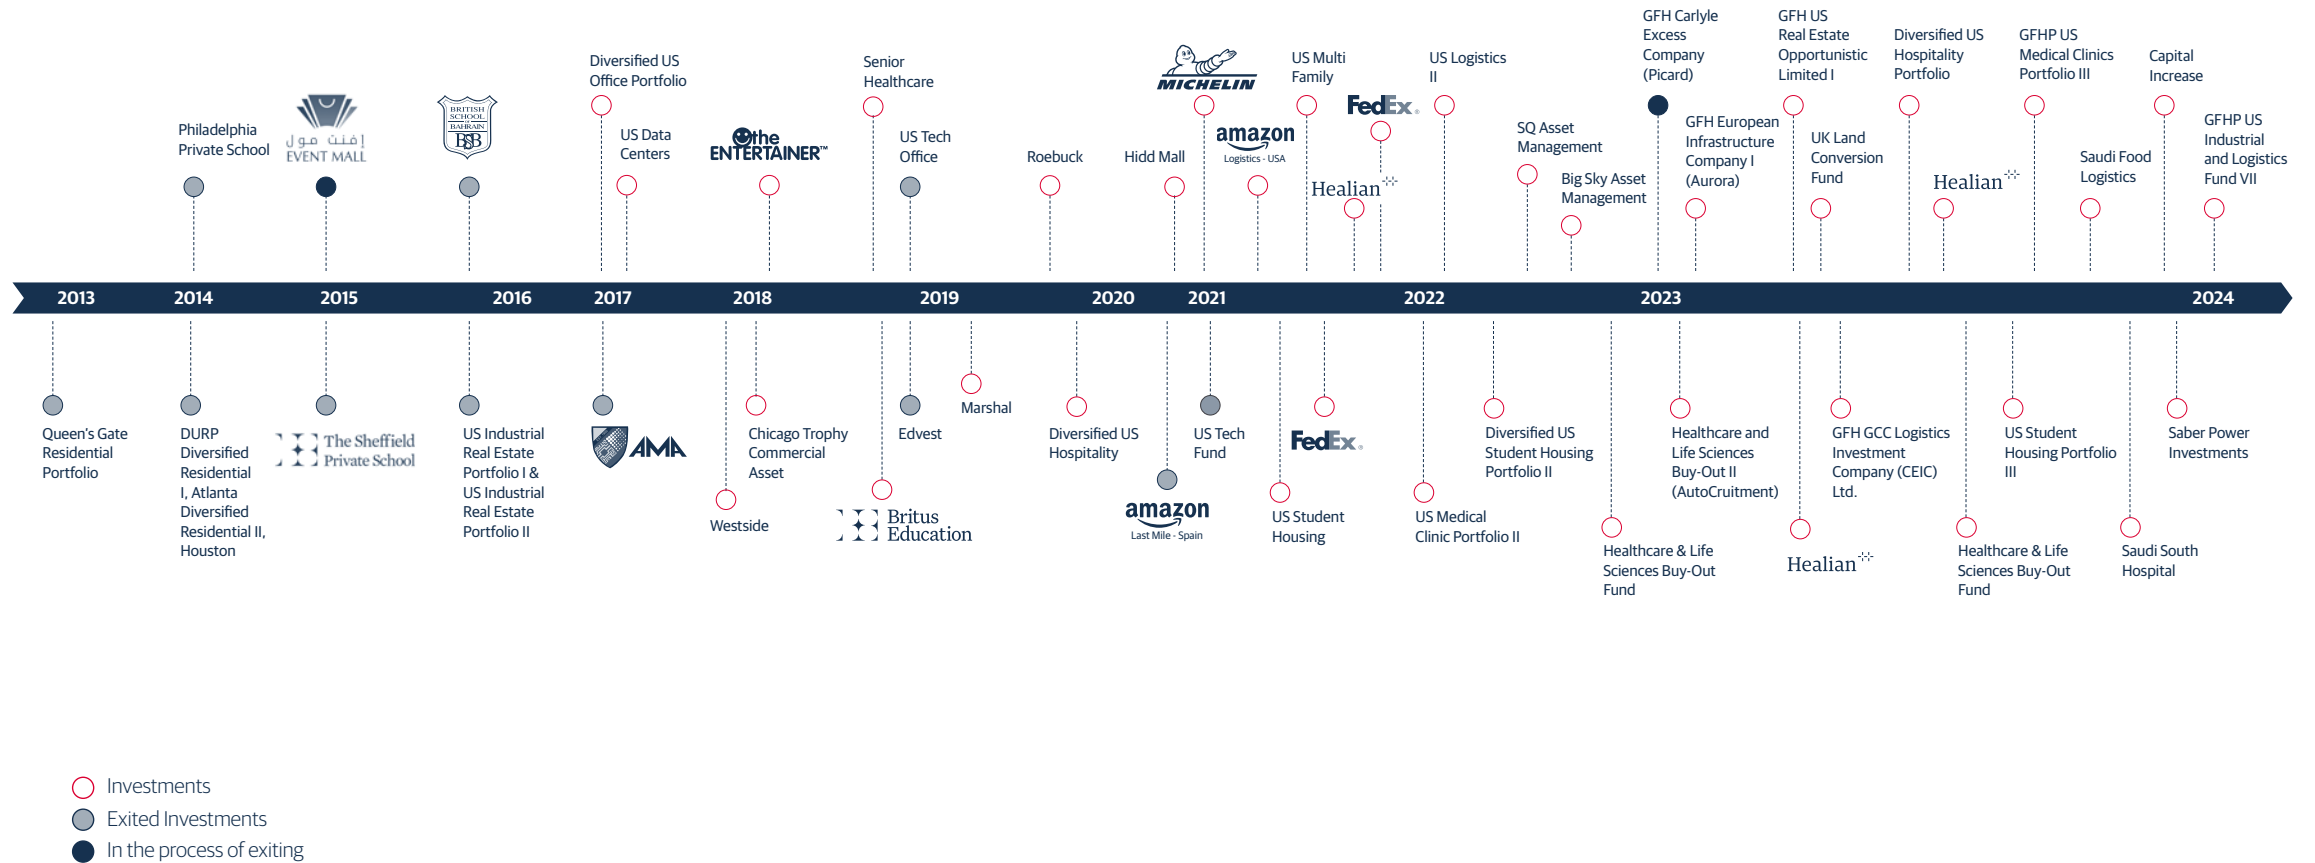 Philadelphia
Private School
إڤنت مول
EVENT MALL
BRITISH
SCHOOL
of
BAHRAIN
BSB
Diversified US
Office Portfolio
US Data
Centers
the
ENTERTAINER™
Senior
Healthcare
US Tech
Office
Roebuck
Hidd Mall
MICHELIN
amazon
Logistics - USA
US Multi
Family
Healian
FedEx®
US Logistics
II
SQ Asset
Management
Big Sky Asset
Management
GFH Carlyle
Excess
Company
(Picard)
GFH European
Infrastructure
Company I
(Aurora)
GFH US
Real Estate
Opportunistic
Limited I
UK Land
Conversion
Fund
Diversified US
Hospitality
Portfolio
Healian
GFHP US
Medical Clinics
Portfolio III
Saudi Food
Logistics
Capital
Increase
GFHP US
Industrial
and Logistics
Fund VII
2013 2014 2015 2016 2017 2018 2019 2020 2021 2022 2023 2024
Queen's Gate
Residential
Portfolio
DURP
Diversified
Residential
I, Atlanta
Diversified
Residential II,
Houston
The Sheffield
Private School
US Industrial
Real Estate
Portfolio I &
US Industrial
Real Estate
Portfolio II
AMA
Westside
Chicago Trophy
Commercial
Asset
Britus
Education
Edvest
Marshal
Diversified US
Hospitality
amazon
Last Mile - Spain
US Tech
Fund
US Student
Housing
FedEx®
US Medical
Clinic Portfolio II
Diversified US
Student Housing
Portfolio II
Healthcare & Life
Sciences Buy-Out
Fund
Healthcare and
Life Sciences
Buy-Out II
(AutoCruitment)
Healian
GFH GCC Logistics
Investment
Company (CEIC)
Ltd.
Healthcare & Life
Sciences Buy-Out
Fund
US Student
Housing Portfolio
III
Saudi South
Hospital
Saber Power
Investments
Investments
Exited Investments
In the process of exiting